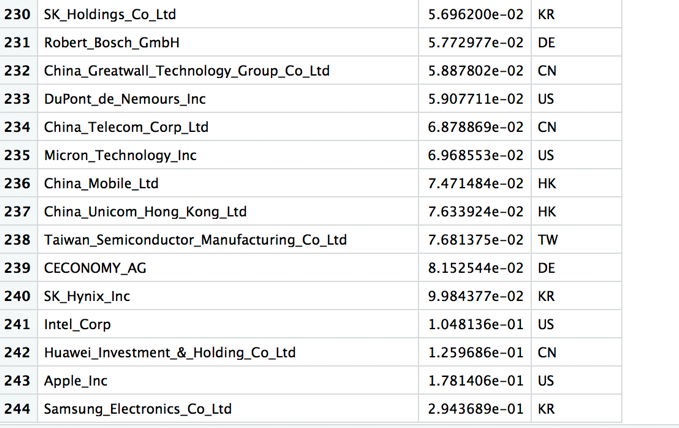 230 SK_Holdings_Co_Ltd 5.696200e-02 KR
231 Robert_Bosch_GmbH 5.772977e-02 DE
232 China_Greatwall_Technology_Group_Co_Ltd 5.887802e-02 CN
233 DuPont_de_Nemours_Inc 5.907711e-02 US
234 China_Telecom_Corp_Ltd 6.878869e-02 CN
235 Micron_Technology_Inc 6.968553e-02 US
236 China_Mobile_Ltd 7.471484e-02 HK
237 China_Unicom_Hong_Kong_Ltd 7.633924e-02 HK
238 Taiwan_Semiconductor_Manufacturing_Co_Ltd 7.681375e-02 TW
239 CECONOMY_AG 8.152544e-02 DE
240 SK_Hynix_Inc 9.984377e-02 KR
241 Intel_Corp 1.048136e-01 US
242 Huawei_Investment_&_Holding_Co_Ltd 1.259686e-01 CN
243 Apple_Inc 1.781406e-01 US
244 Samsung_Electronics_Co_Ltd 2.943689e-01 KR